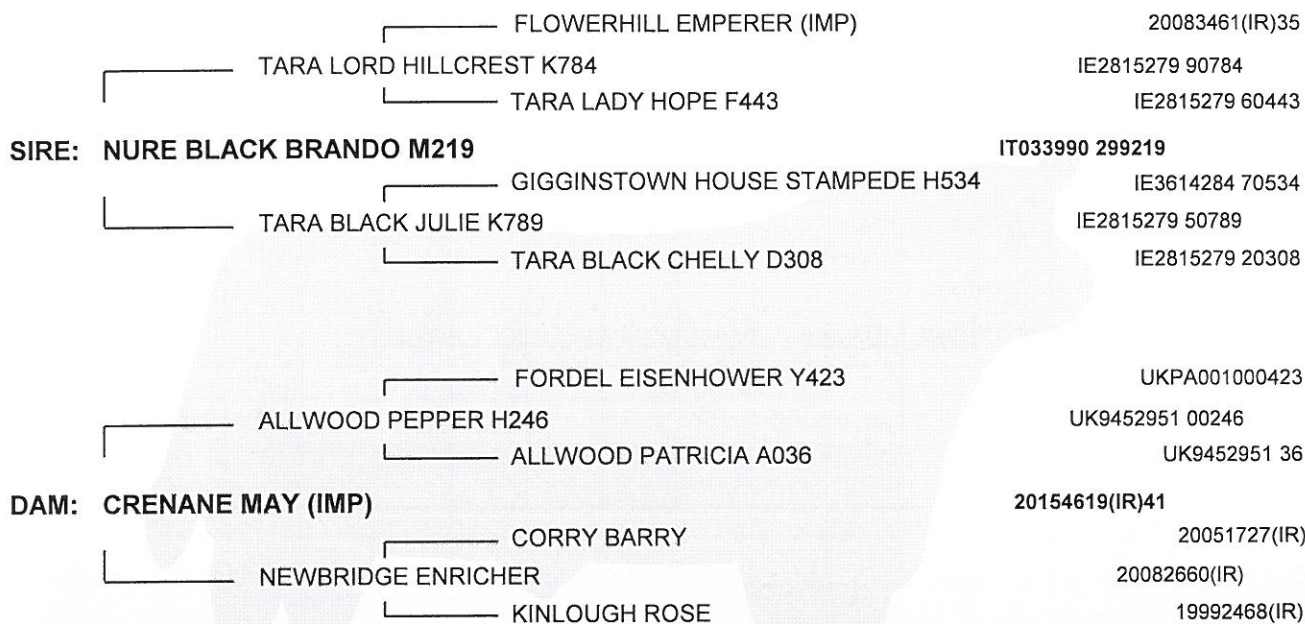 FLOWERHILL EMPERER (IMP) 20083461(IR)35
TARA LORD HILLCREST K784 IE2815279 90784
TARA LADY HOPE F443 IE2815279 60443
SIRE: NURE BLACK BRANDO M219 IT033990 299219
GIGGINSTOWN HOUSE STAMPEDE H534 IE3614284 70534
TARA BLACK JULIE K789 IE2815279 50789
TARA BLACK CHELLY D308 IE2815279 20308
FORDEL EISENHOWER Y423 UKPA001000423
ALLWOOD PEPPER H246 UK9452951 00246
ALLWOOD PATRICIA A036 UK9452951 36
DAM: CRENANE MAY (IMP) 20154619(IR)41
CORRY BARRY 20051727(IR)
NEWBRIDGE ENRICHER 20082660(IR)
KINLOUGH ROSE 19992468(IR)